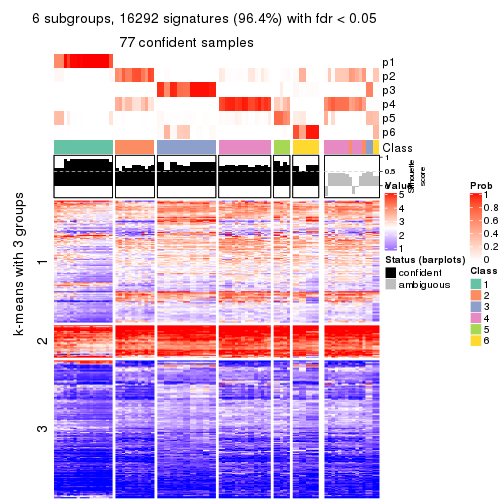 6 subgroups, 16292 signatures (96.4%) with fdr < 0.05
77 confident samples
p1
p2
p3
p4
p5
p6
Class
1
0.5
0
Silhouette
score
k-means with 3 groups
1
2
3
Value
5
4
3
2
1
Status (barplots)
confident
ambiguous
Prob
1
0.8
0.6
0.4
0.2
0
Class
1
2
3
4
5
6